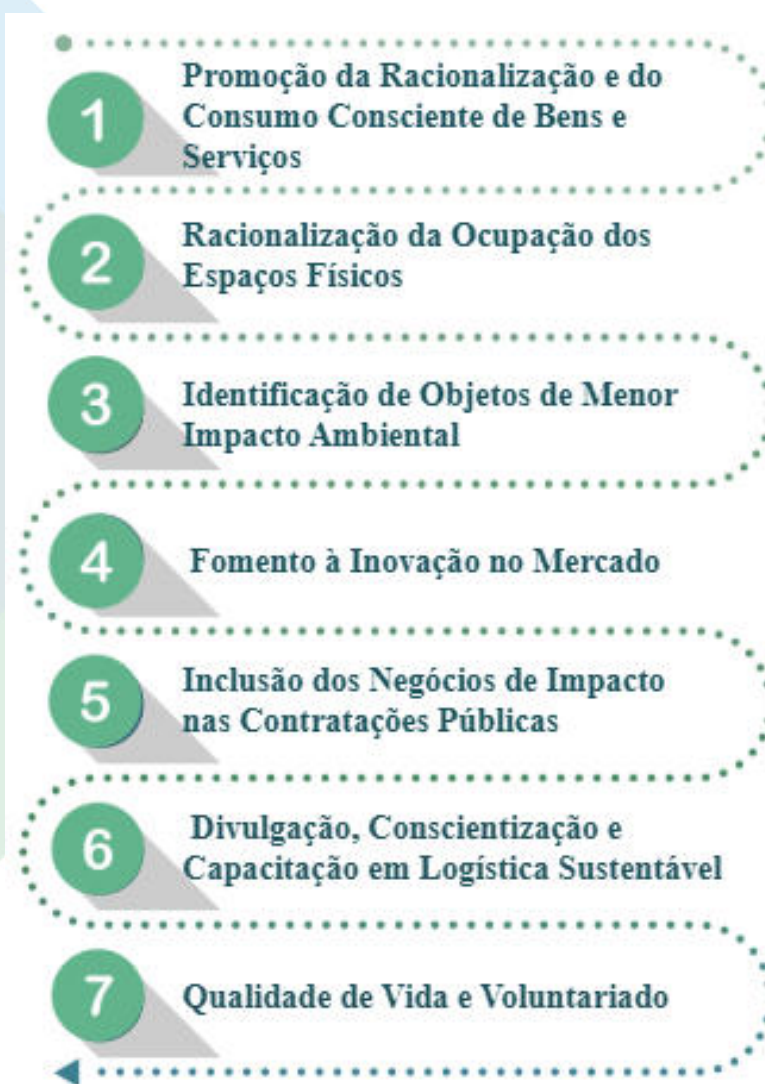 1
Promoção da Racionalização e do
Consumo Consciente de Bens e
Serviços
2
Racionalização da Ocupação dos
Espaços Físicos
3
Identificação de Objetos de Menor
Impacto Ambiental
4
Fomento à Inovação no Mercado
5
Inclusão dos Negócios de Impacto
nas Contratações Públicas
6
Divulgação, Conscientização e
Capacitação em Logística Sustentável
7
Qualidade de Vida e Voluntariado